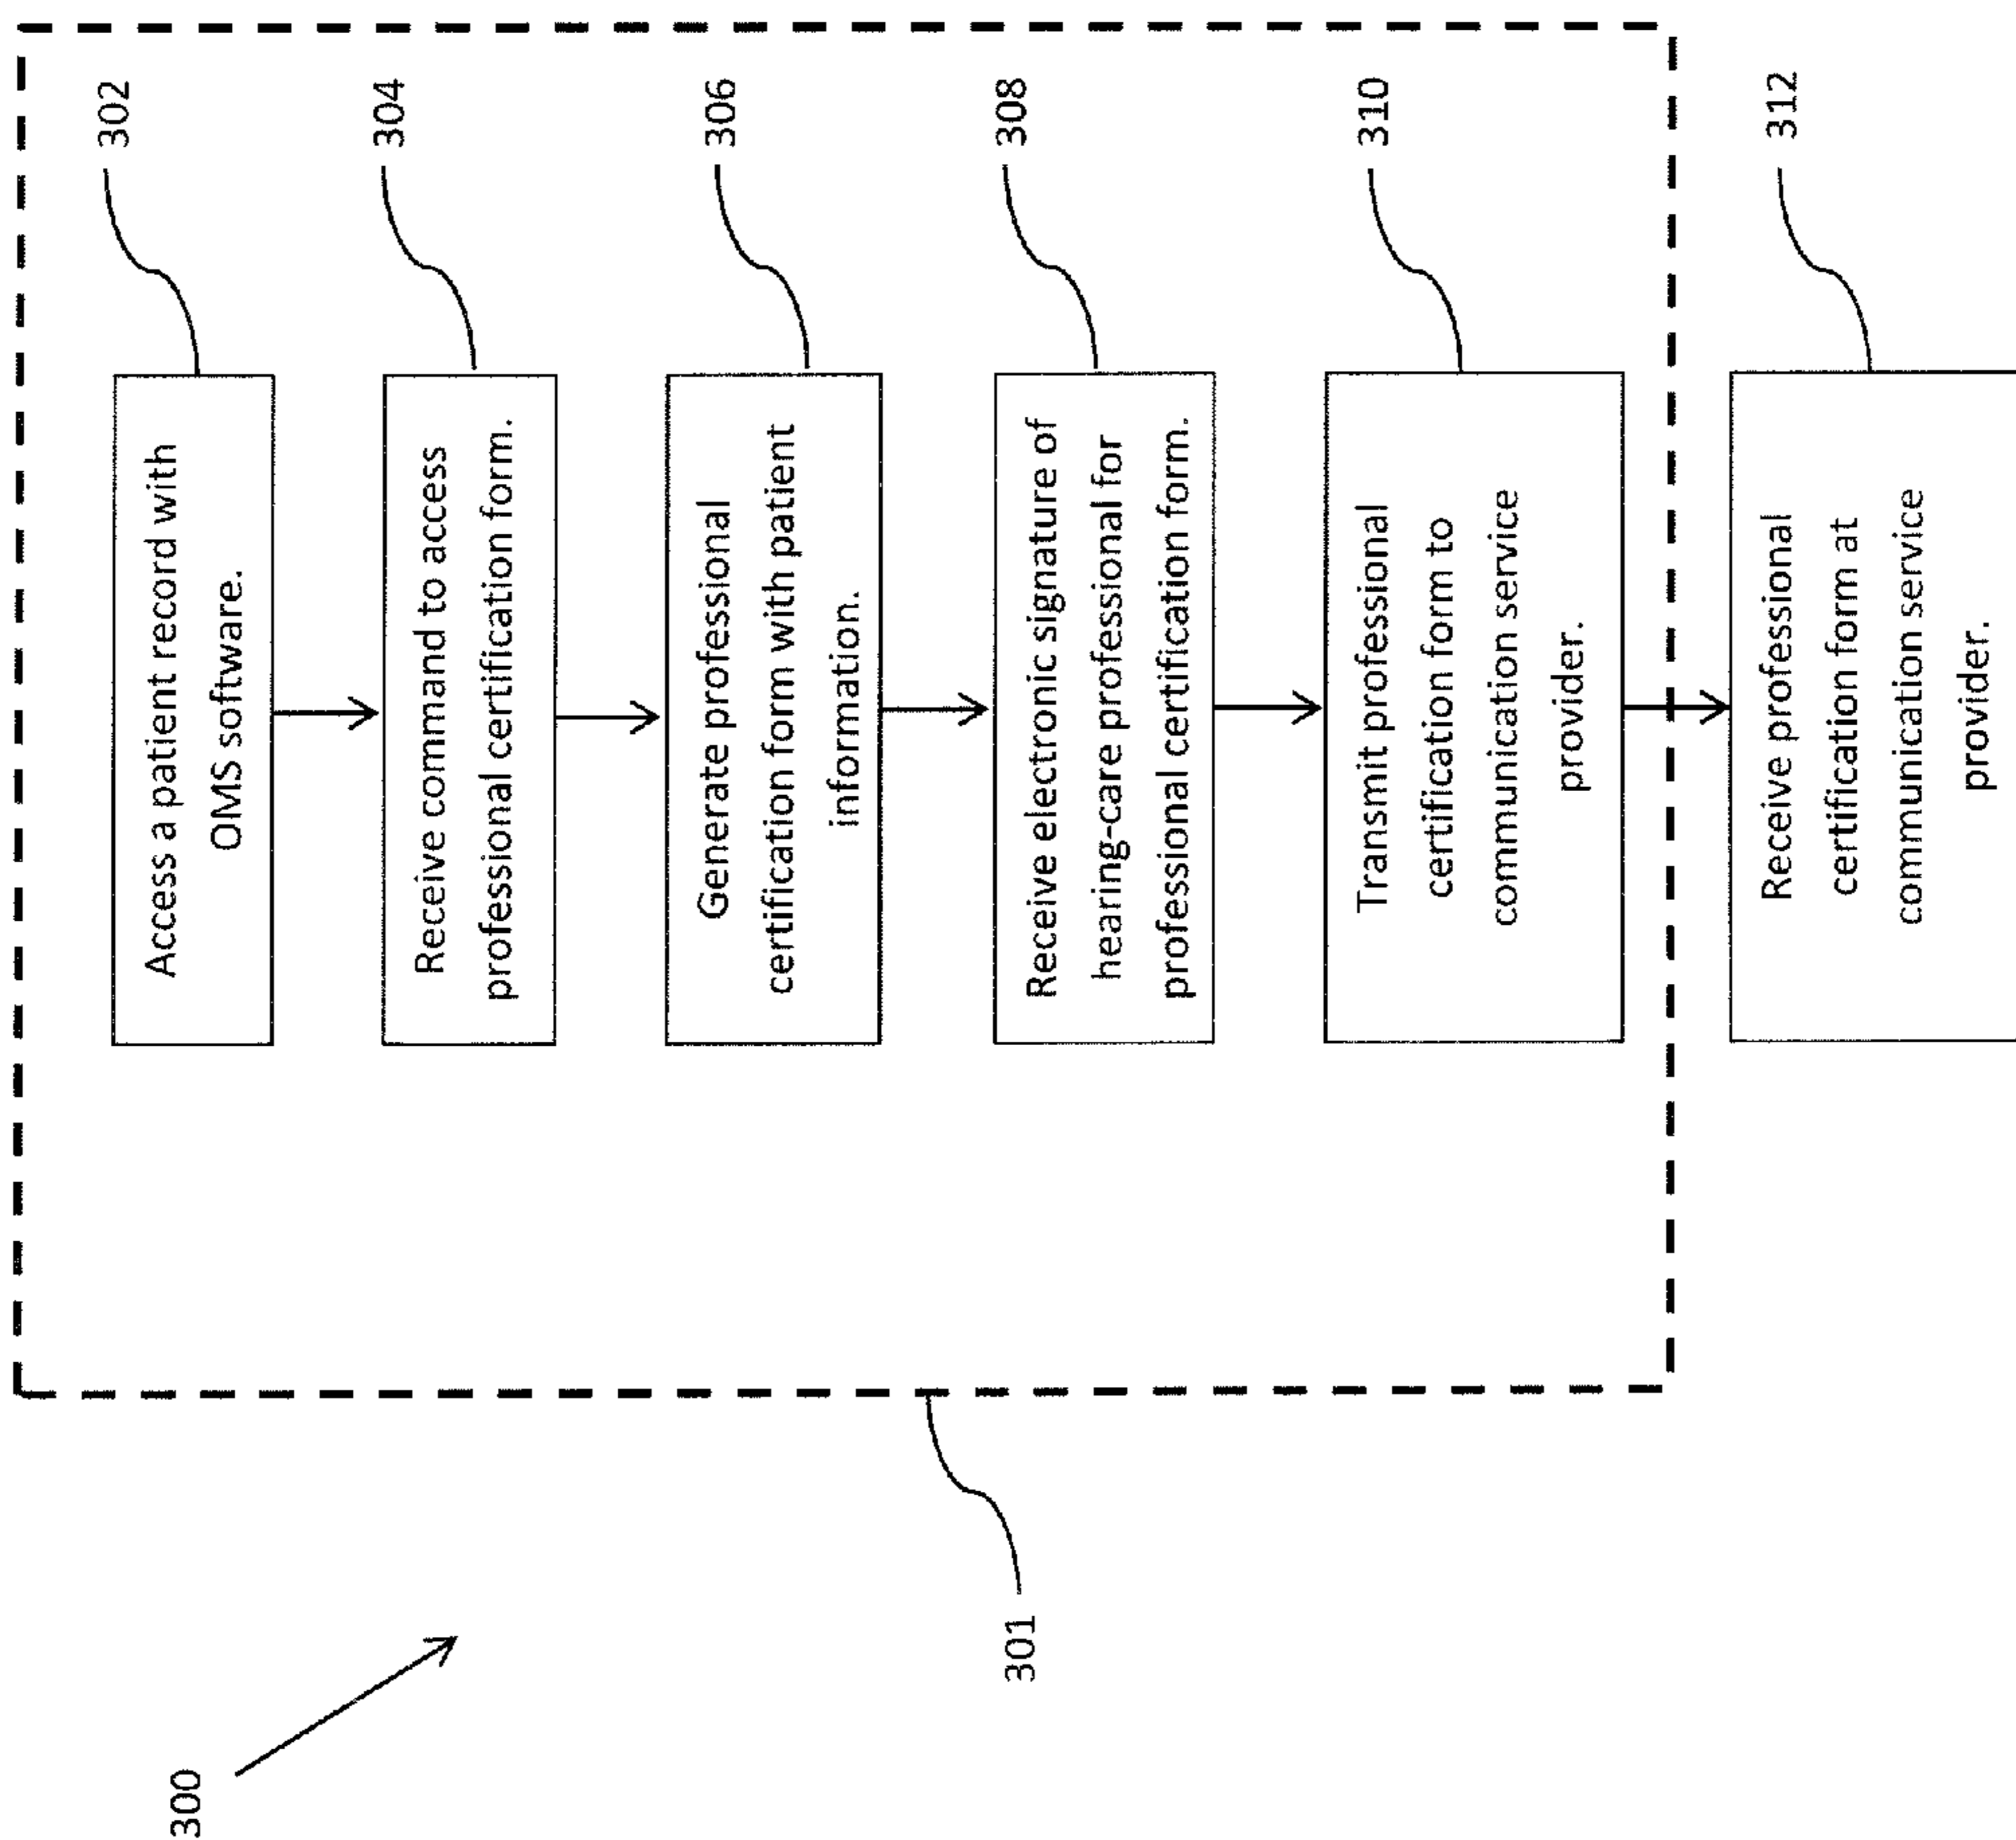 300
301
302
Access a patient record with
OMS software.
304
Receive command to access
professional certification form.
306
Generate professional
certification form with patient
information.
308
Receive electronic signature of
hearing-care professional for
professional certification form.
310
Transmit professional
certification form to
communication service
provider.
312
Receive professional
certification form at
communication service
provider.